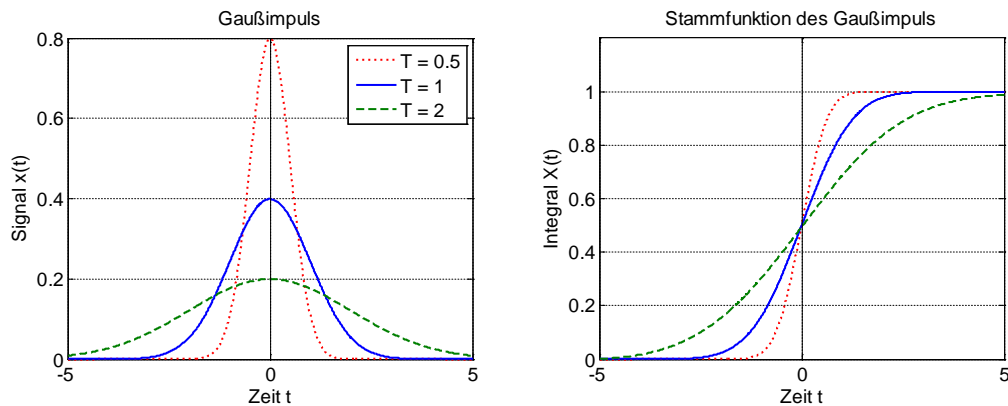 Gaußimpuls
0.8
0.6
0.4
0.2
0
-5
0
5
Signal x(t)
Zeit t
T = 0.5
T = 1
T = 2
Stammfunktion des Gaußimpuls
1
0.8
0.6
0.4
0.2
0
-5
0
5
Integral X(t)
Zeit t